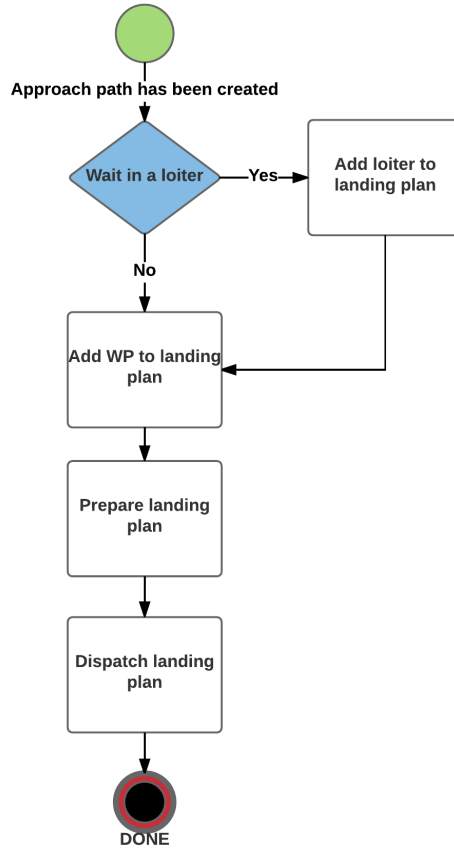 Approach path has been created
Wait in a loiter
Yes
Add loiter to
landing plan
No
Add WP to landing
plan
Prepare landing
plan
Dispatch landing
plan
DONE